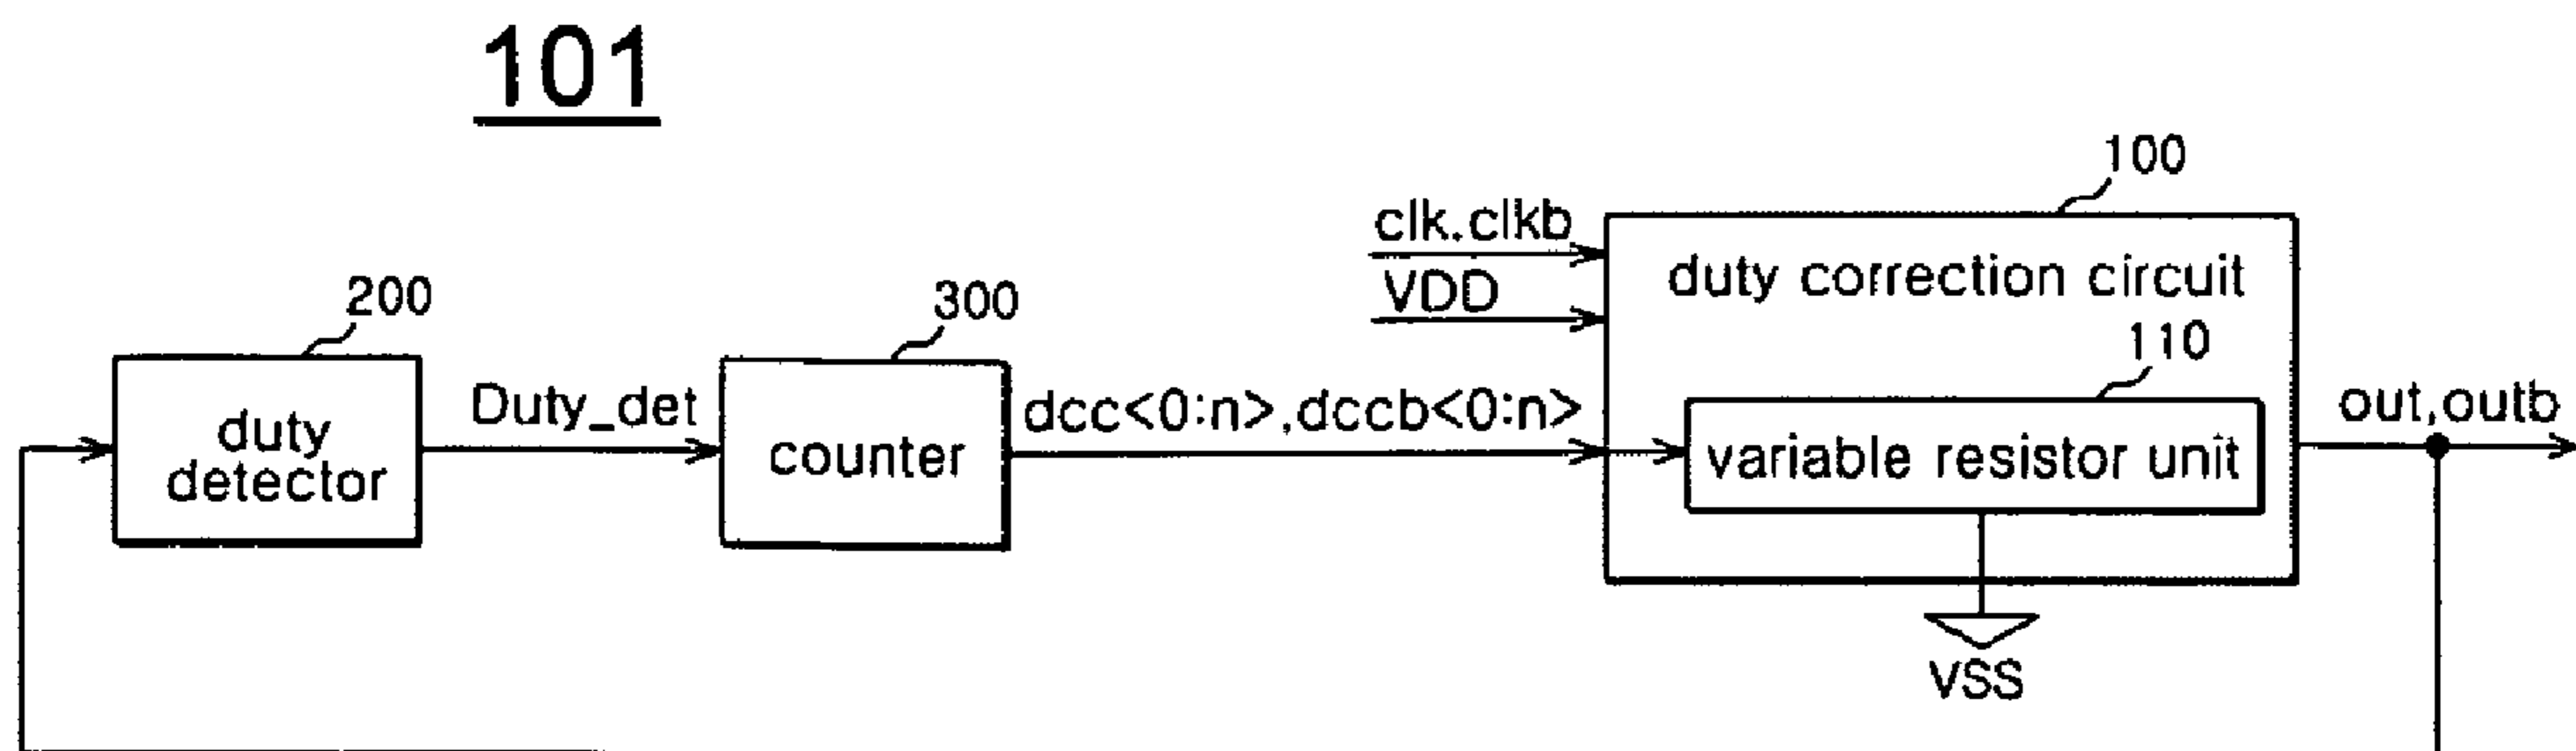 101
100
clk.clkb
duty correction circuit
VDD
200
300
110
Duty_det
dcc<0:n>,dccb<0:n>
out,outb
duty
detector
counter
variable resistor unit
VSS